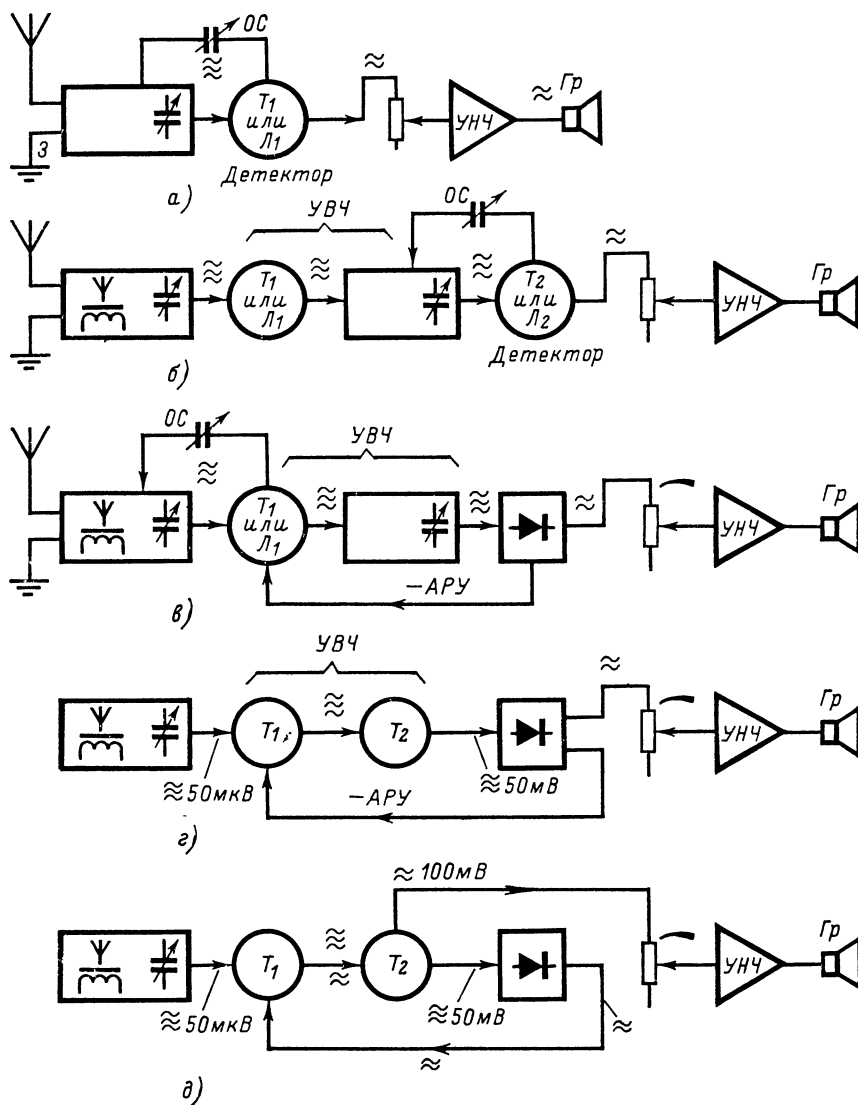 ОС
Гр
Т1
или
Л1
УНЧ
З
Детектор
а)
УВЧ
ОС
Т1
или
Л1
Т2
или
Л2
Гр
УНЧ
Детектор
б)
ОС
УВЧ
Т1
или
Л1
Гр
УНЧ
–АРУ
в)
УВЧ
Т1
Т2
Гр
УНЧ
≋50мкВ
≋50мВ
–АРУ
г)
≈100мВ
Т1
Т2
Гр
УНЧ
≋50мкВ
≋50мВ
д)